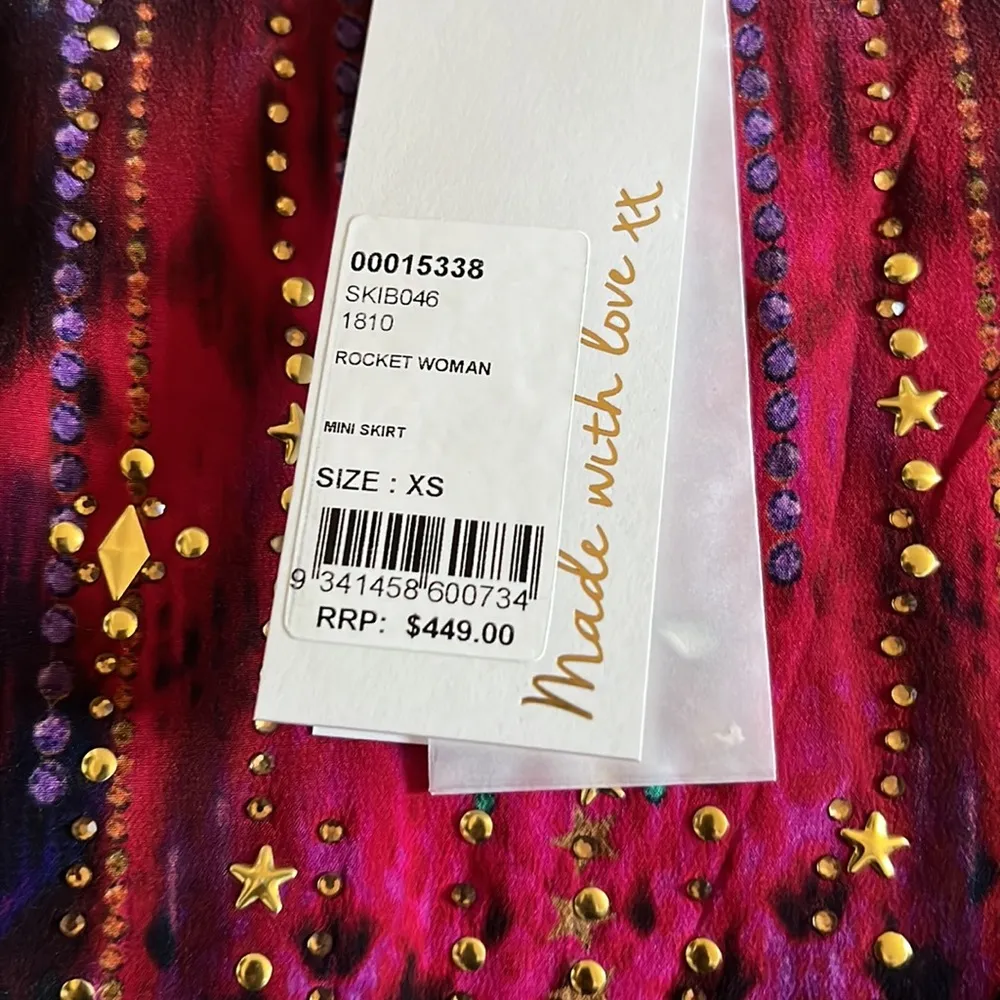 00015338
SKIB046
1810
ROCKET WOMAN
MINI SKIRT
SIZE : XS
9 341458 600734
RRP: $449.00
Made with love xx